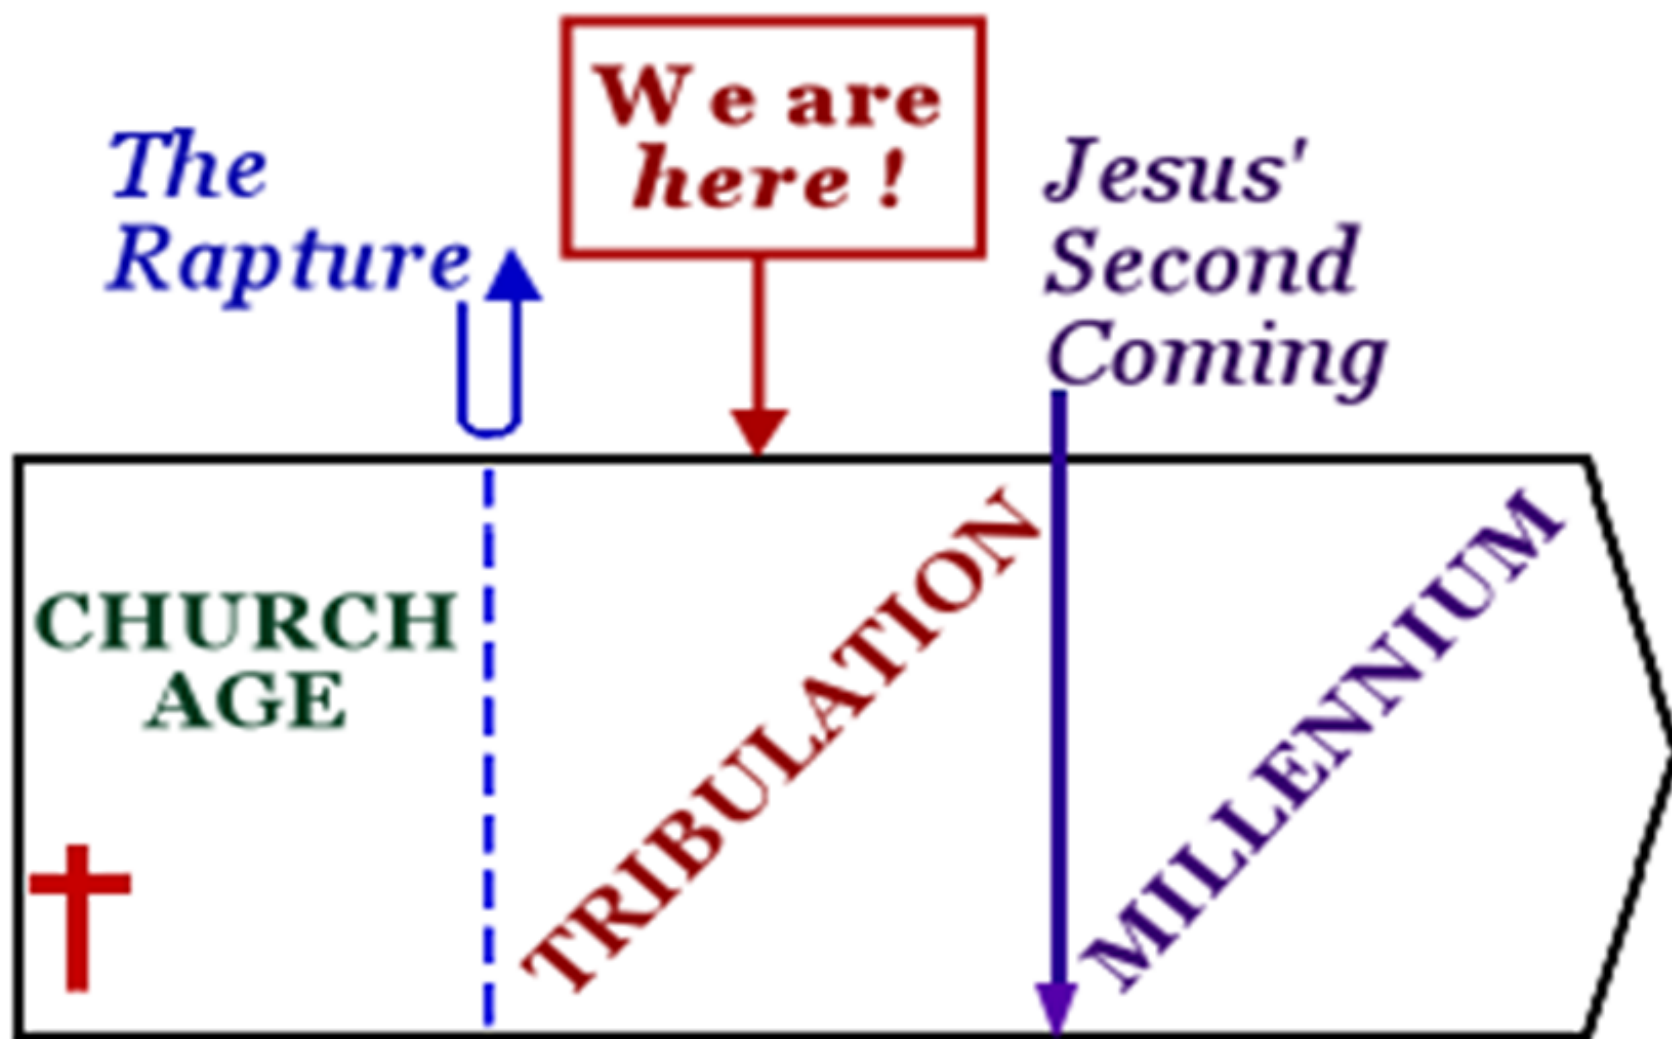 We are
here !
The
Rapture
Jesus'
Second
Coming
CHURCH
AGE
TRIBULATION
MILLENNIUM